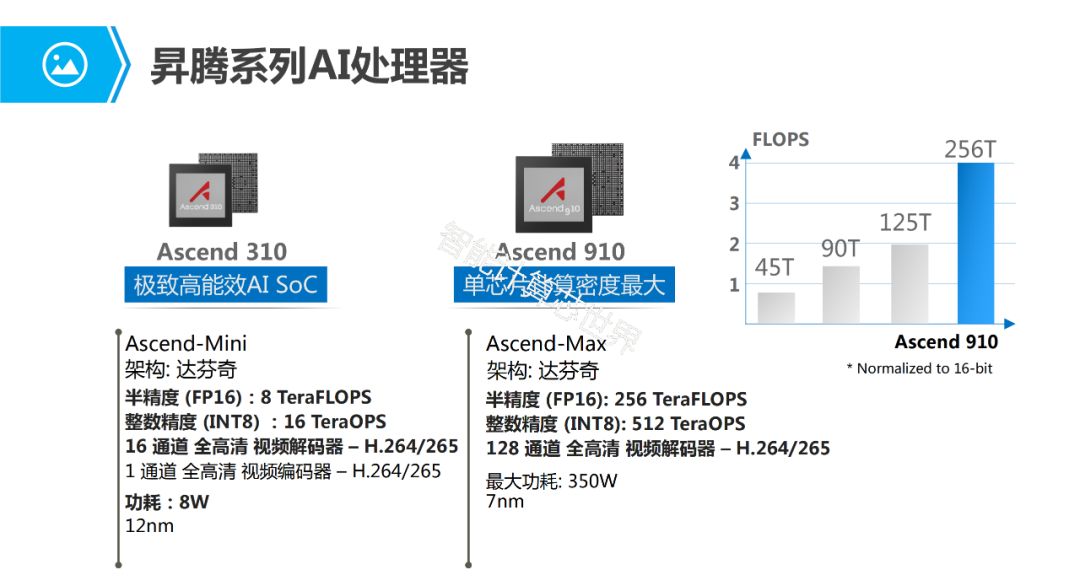 昇腾系列AI处理器
Ascend 310
Ascend 310
极致高能效AI SoC
Ascend-Mini
架构: 达芬奇
半精度 (FP16) : 8 TeraFLOPS
整数精度 (INT8) : 16 TeraOPS
16 通道 全高清 视频解码器 – H.264/265
1 通道 全高清 视频编码器 – H.264/265
功耗 : 8W
12nm
Ascend 910
Ascend 910
单芯片计算密度最大
Ascend-Max
架构: 达芬奇
半精度 (FP16): 256 TeraFLOPS
整数精度 (INT8): 512 TeraOPS
128 通道 全高清 视频解码器 – H.264/265
最大功耗: 350W
7nm
智能计算芯世界
FLOPS
4
3
2
1
45T
90T
125T
256T
Ascend 910
* Normalized to 16-bit